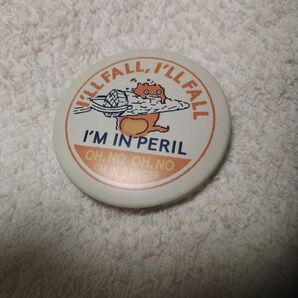 I'LL FALL, I'LL FALL
I'M IN PERIL
OH, NO OH, NO
I'M IN DANGER